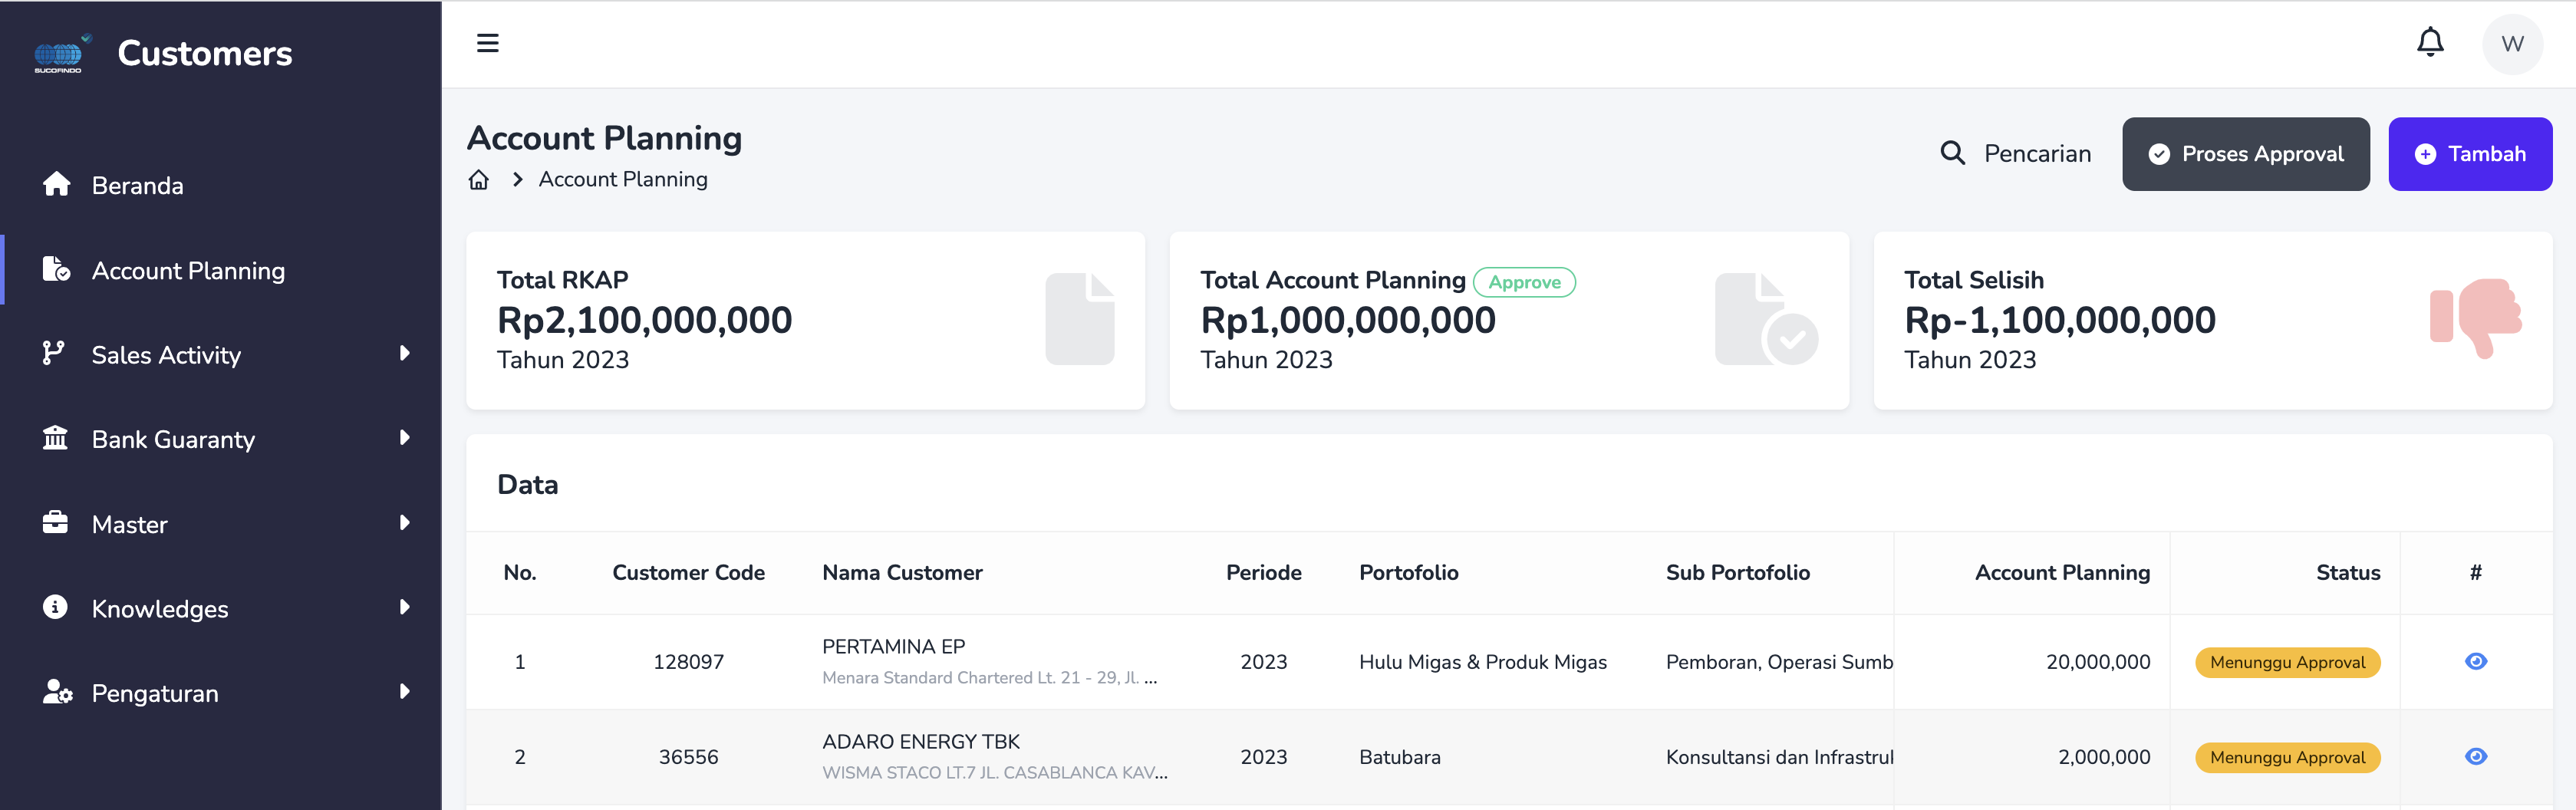 SUCOFINDO
Customers
Beranda
Account Planning
Sales Activity
Bank Guaranty
Master
Knowledges
Pengaturan
W
Account Planning
Account Planning
Pencarian
Proses Approval
Tambah
Total RKAP
Rp2,100,000,000
Tahun 2023
Total Account Planning Approve
Rp1,000,000,000
Tahun 2023
Total Selisih
Rp-1,100,000,000
Tahun 2023
Data
No. Customer Code Nama Customer Periode Portofolio Sub Portofolio Account Planning Status #
1 128097 PERTAMINA EP 2023 Hulu Migas & Produk Migas Pemboran, Operasi Sumb 20,000,000 Menunggu Approval
Menara Standard Chartered Lt. 21 - 29, Jl. ...
2 36556 ADARO ENERGY TBK 2023 Batubara Konsultansi dan Infrastruk 2,000,000 Menunggu Approval
WISMA STACO LT.7 JL. CASABLANCA KAV...